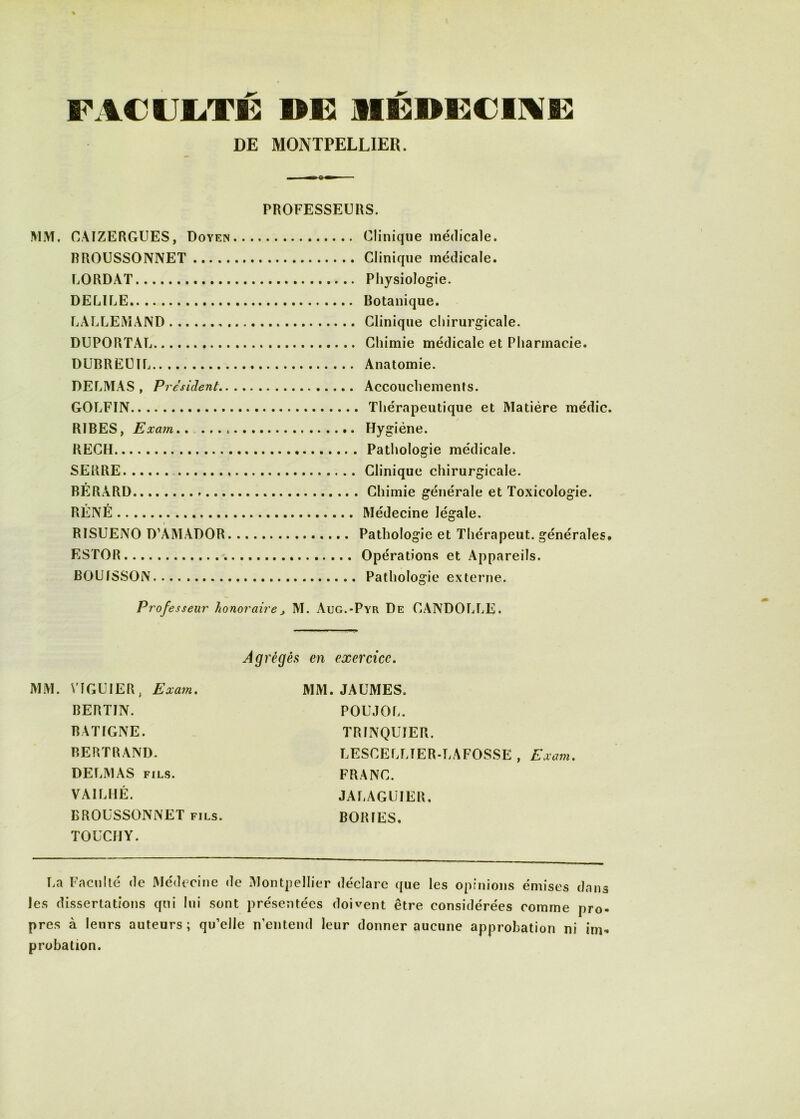 FACULTÉ DE MÉDECINE
DE MONTPELLIER.
PROFESSEURS.
MM. CAIZERGUES, DOYEN............... Clinique médicale.
BROUSSONNET..................... Clinique médicale.
LORDAT........................... Physiologie.
DELILE............................ Botanique.
LALLEMAND....................... Clinique chirurgicale.
DUPORTAL......................... Chimie médicale et Pharmacie.
DUBREUIL......................... Anatomie.
DELMAS, Président................. Accouchements.
GOLFIN............................ Thérapeutique et Matière médic.
RIBES, Exam....................... Hygiène.
RECH.............................. Pathologie médicale.
SERRE............................. Clinique chirurgicale.
BÉRARD............................ Chimie générale et Toxicologie.
RÉNÉ.............................. Médecine légale.
RISUENO D'AMADOR................ Pathologie et Thérapeut. générales.
ESTOR............................. Opérations et Appareils.
BOUISSON.......................... Pathologie externe.
Professeur honoraire, M. AUG.-PYR DE CANDOLLE.
Agrégés en exercice.
MM. VIGUIER, Exam.
BERTIN.
BATIGNE.
BERTRAND.
DELMAS FILS.
VAILHÉ.
BROUSSONNET FILS.
TOUCHY.
MM. JAUMES.
POUJOL.
TRINQUIER.
LESCELLIER-LAFOSSE, Exam.
FRANC.
JALAGUIER.
BORIES.
La Faculté de Médecine de Montpellier déclare que les opinions émises dans
les dissertations qui lui sont présentées doivent être considérées comme pro-
pres à leurs auteurs; qu'elle n'entend leur donner aucune approbation ni im-
probation.